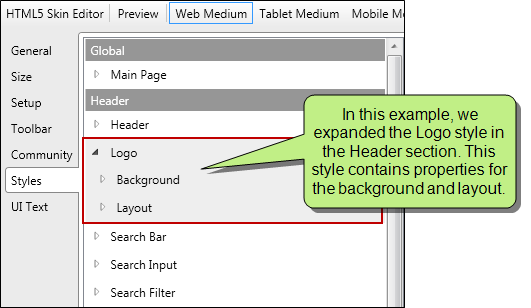 HTML5 Skin Editor Preview Web Medium Tablet Medium Mobile Me
General
Size
Setup
Toolbar
Community
Styles
UI Text
Global
Main Page
Header
Header
Logo
Background
Layout
Search Bar
Search Input
Search Filter
In this example, we
expanded the Logo style in
the Header section. This
style contains properties for
the background and layout.